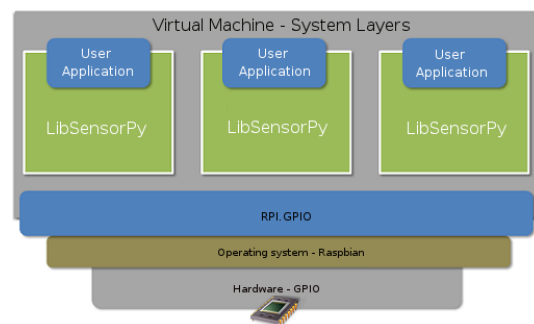 Virtual Machine - System Layers
User
Application
User
Application
User
Application
LibSensorPy
LibSensorPy
LibSensorPy
RPI.GPIO
Operating system - Raspbian
Hardware - GPIO